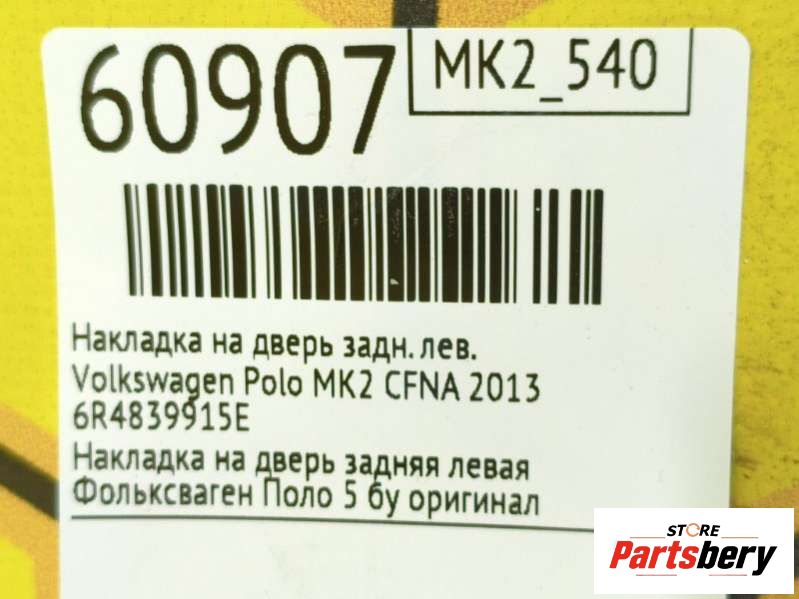 60907
MK2_540
Накладка на дверь задн. лев.
Volkswagen Polo MK2 CFNA 2013
6R4839915E
Накладка на дверь задняя левая
Фольксваген Поло 5 бу оригинал
STORE
Partsbery